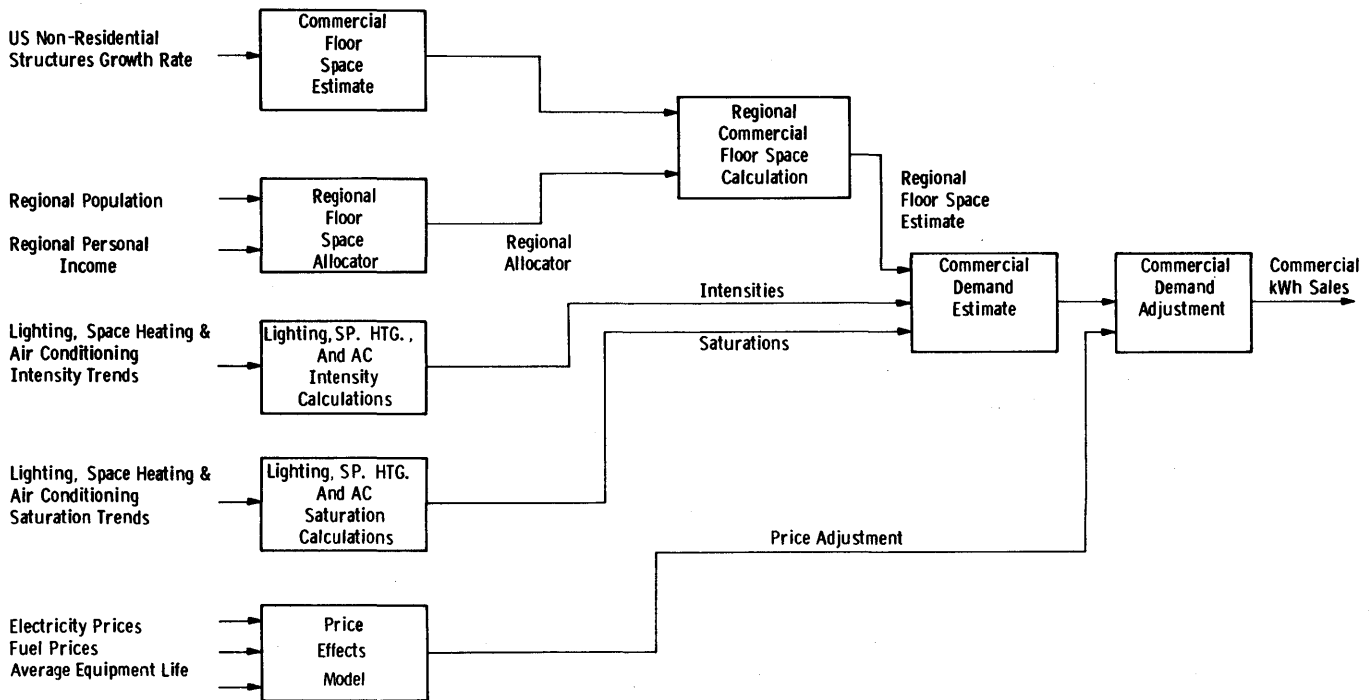 US Non-Residential
Structures Growth Rate
Commercial
Floor
Space
Estimate
Regional
Commercial
Floor Space
Calculation
Regional Population
Regional Personal
Income
Regional
Floor
Space
Allocator
Regional
Allocator
Regional
Floor Space
Estimate
Commercial
Demand
Estimate
Commercial
Demand
Adjustment
Commercial
kWh Sales
Intensities
Saturations
Lighting, Space Heating &
Air Conditioning
Intensity Trends
Lighting, SP. HTG.,
And AC
Intensity
Calculations
Lighting, Space Heating &
Air Conditioning
Saturation Trends
Lighting, SP. HTG.
And AC
Saturation
Calculations
Price Adjustment
Electricity Prices
Fuel Prices
Average Equipment Life
Price
Effects
Model